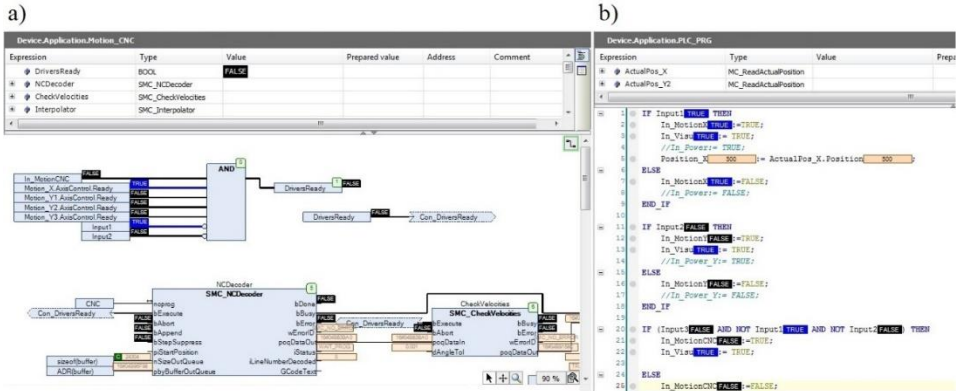 a)
b)
Device.Application.Motion_CNC
Expression Type Value Prepared value Address Comment
DriversReady BOOL FALSE
NCDecoder SMC_NCDecoder
CheckVelocities SMC_CheckVelocities
Interpolator SMC_Interpolator
AND
In_MotionCNC FALSE
Motion_X.AxisControl.Ready TRUE
Motion_Y1.AxisControl.Ready FALSE
Motion_Y2.AxisControl.Ready FALSE
Motion_Y3.AxisControl.Ready FALSE
Input1 TRUE
Input2 FALSE
DriversReady FALSE
DriversReady FALSE Con_DriversReady
NCDecoder
SMC_NCDecoder
CNC
Con_DriversReady
FALSE
FALSE
FALSE
FALSE
sizeof(buffer)
ADR(buffer)
noprog
bExecute
bAbort
bAppend
bStepSuppress
piStartPosition
nSizeOutQueue
pbyBufferOutQueue
bDone
bBusy
bError
wErrorID
poqDataOut
iStatus
iLineNumberDecoded
GCodeText
Con_DriversReady
CheckVelocities
SMC_CheckVelocities
bExecute
bAbort
poqDataIn
dAngleTol
bBusy
bError
wErrorID
poqDataOut
90 %
Device.Application.PLC_PRG
Expression Type Value Prepa
ActualPos_X MC_ReadActualPosition
ActualPos_Y2 MC_ReadActualPosition
1 IF Input1 TRUE THEN
2 In_MotionX TRUE :=TRUE;
3 In_Visu TRUE := TRUE;
4 //In_Power:= TRUE;
5 Position_X 500 := ActualPos_X.Position 500 ;
6 ELSE
7 In_MotionX TRUE :=FALSE;
8 //In_Power:= FALSE;
9 END_IF
10
11 IF Input2 FALSE THEN
12 In_MotionY FALSE :=TRUE;
13 In_Visu TRUE := TRUE;
14 //In_Power_Y:= TRUE;
15 ELSE
16 In_MotionY FALSE :=FALSE;
17 //In_Power_Y:= FALSE;
18 END_IF
19
20 IF (Input3 FALSE AND NOT Input1 TRUE AND NOT Input2 FALSE ) THEN
21 In_MotionCNC FALSE :=TRUE;
22 In_Visu TRUE := TRUE;
23
24 ELSE
25 In_MotionCNC FALSE :=FALSE;